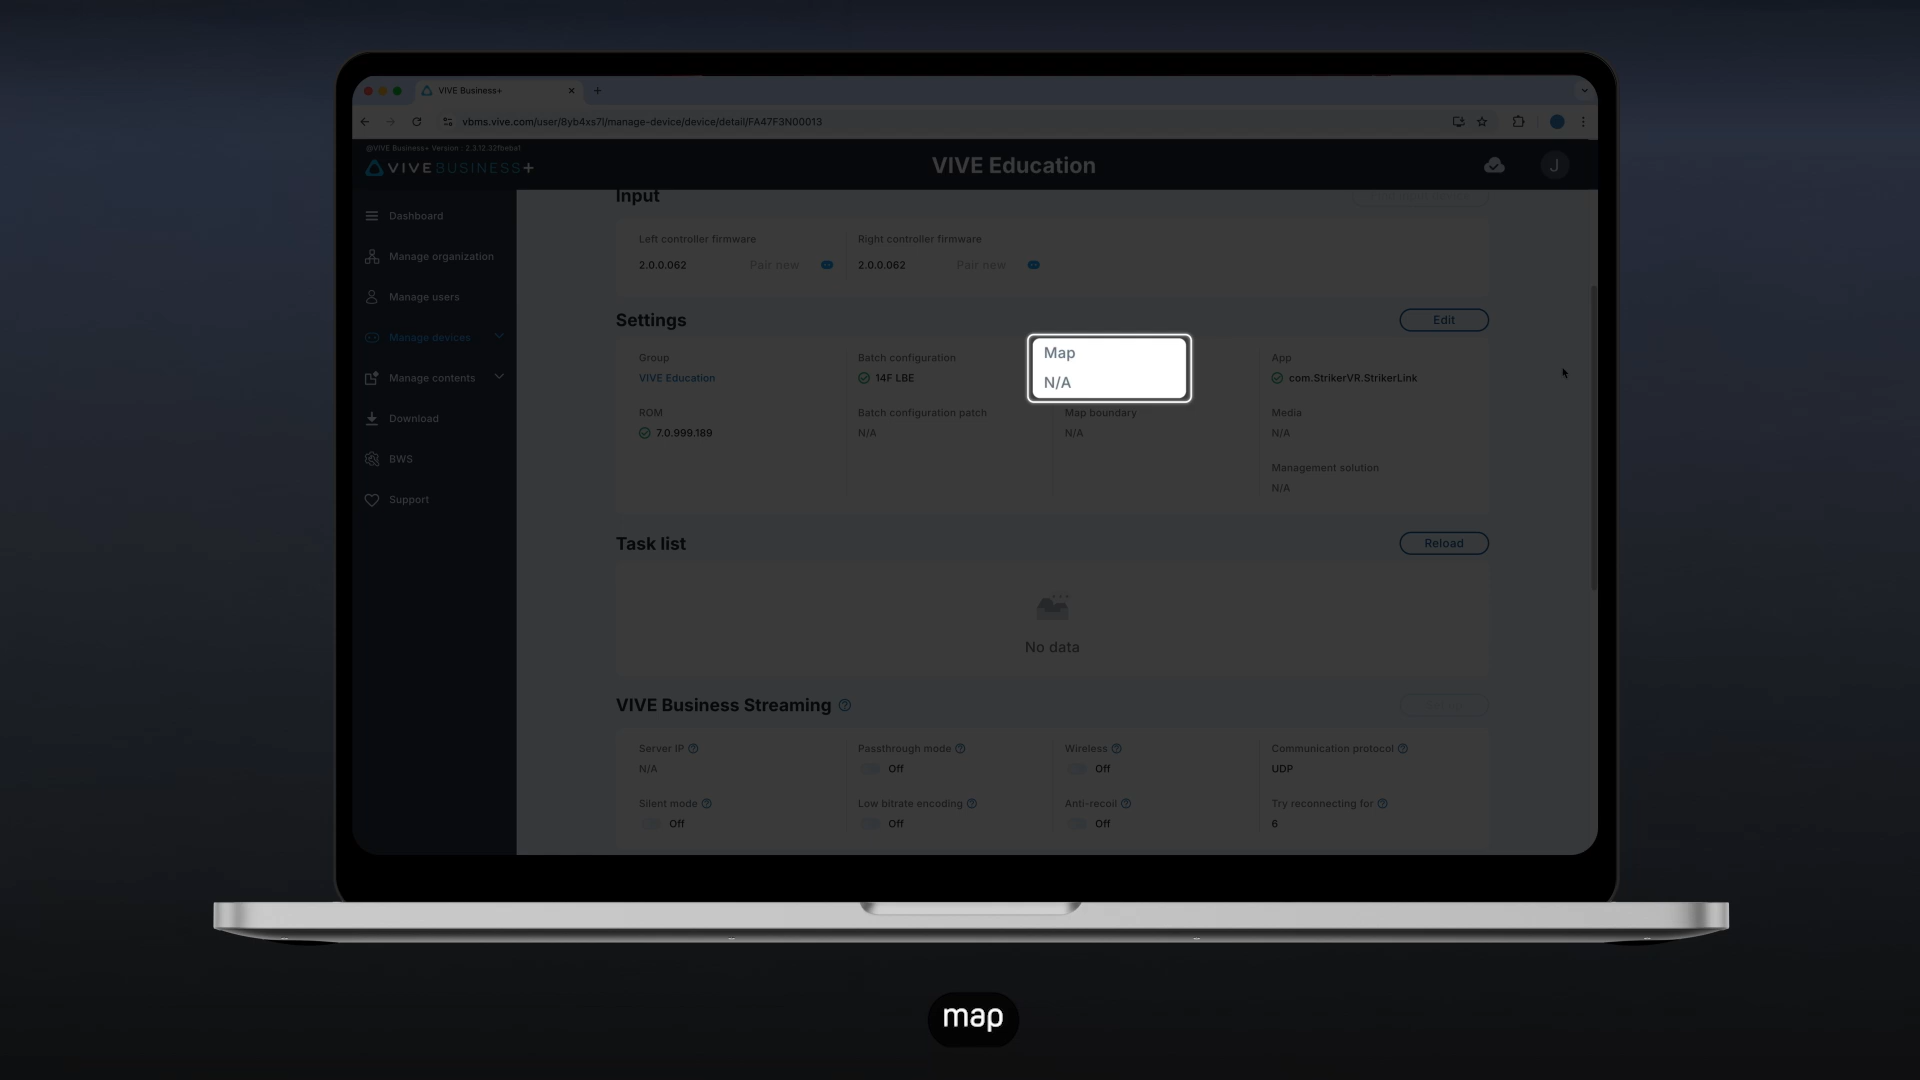 VIVE Business+
vbms.vive.com/user/8yb4xs7l/manage-device/device/detail/FA47F3N00013
VIVE BUSINESS+
VIVE Education
J
Dashboard
Manage organization
Manage users
Manage devices
Manage contents
Download
BWS
Support
Input
Left controller firmware
2.0.0.062 Pair new
Right controller firmware
2.0.0.062 Pair new
Settings
Edit
Group
VIVE Education
ROM
7.0.999.189
Batch configuration
14F LBE
Batch configuration patch
N/A
Map
N/A
Map boundary
N/A
App
com.StrikerVR.StrikerLink
Media
N/A
Management solution
N/A
Task list
Reload
No data
VIVE Business Streaming
Server IP
N/A
Passthrough mode
Off
Wireless
Off
Communication protocol
UDP
Silent mode
Off
Low bitrate encoding
Off
Anti-recoil
Off
Try reconnecting for
6
map